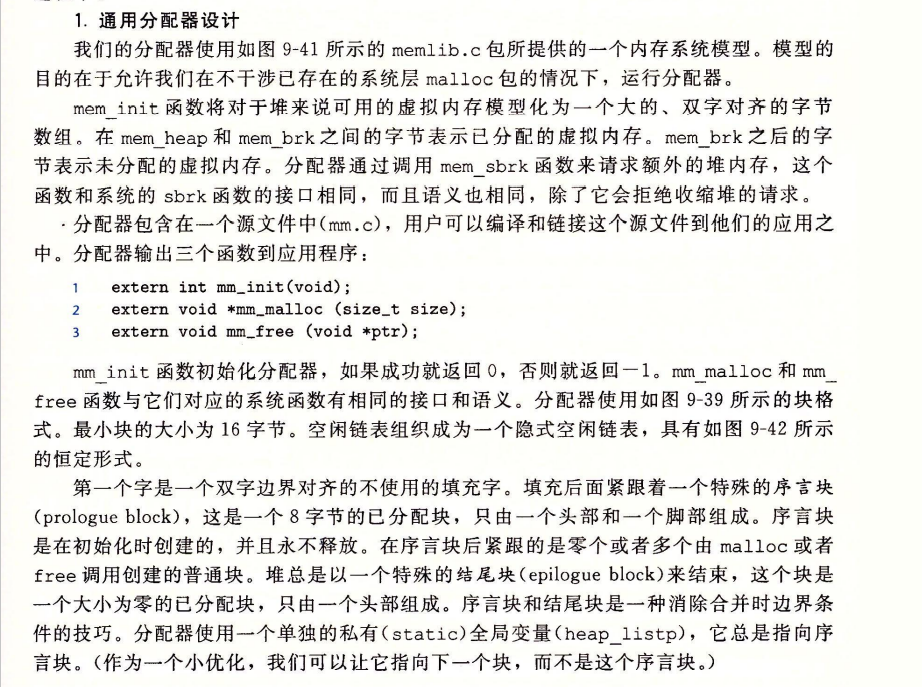 1. 通用分配器设计
我们的分配器使用如图 9-41 所示的 memlib.c 包所提供的一个内存系统模型。模型的
目的在于允许我们在不干涉已存在的系统层 malloc 包的情况下，运行分配器。
mem_init 函数将对于堆来说可用的虚拟内存模型化为一个大的、双字对齐的字节
数组。在 mem_heap 和 mem_brk 之间的字节表示已分配的虚拟内存。mem_brk 之后的字
节表示未分配的虚拟内存。分配器通过调用 mem_sbrk 函数来请求额外的堆内存，这个
函数和系统的 sbrk 函数的接口相同，而且语义也相同，除了它会拒绝收缩堆的请求。
分配器包含在一个源文件中(mm.c)，用户可以编译和链接这个源文件到他们的应用之
中。分配器输出三个函数到应用程序：
1 extern int mm_init(void);
2 extern void *mm_malloc (size_t size);
3 extern void mm_free (void *ptr);
mm_init 函数初始化分配器，如果成功就返回 0，否则就返回－1。mm_malloc 和 mm_
free 函数与它们对应的系统函数有相同的接口和语义。分配器使用如图 9-39 所示的块格
式。最小块的大小为 16 字节。空闲链表组织成为一个隐式空闲链表，具有如图 9-42 所示
的恒定形式。
第一个字是一个双字边界对齐的不使用的填充字。填充后面紧跟着一个特殊的序言块
(prologue block)，这是一个 8 字节的已分配块，只由一个头部和一个脚部组成。序言块
是在初始化时创建的，并且永不释放。在序言块后紧跟的是零个或者多个由 malloc 或者
free 调用创建的普通块。堆总是以一个特殊的结尾块(epilogue block)来结束，这个块是
一个大小为零的已分配块，只由一个头部组成。序言块和结尾块是一种消除合并时边界条
件的技巧。分配器使用一个单独的私有(static)全局变量(heap_listp)，它总是指向序
言块。(作为一个小优化，我们可以让它指向下一个块，而不是这个序言块。)